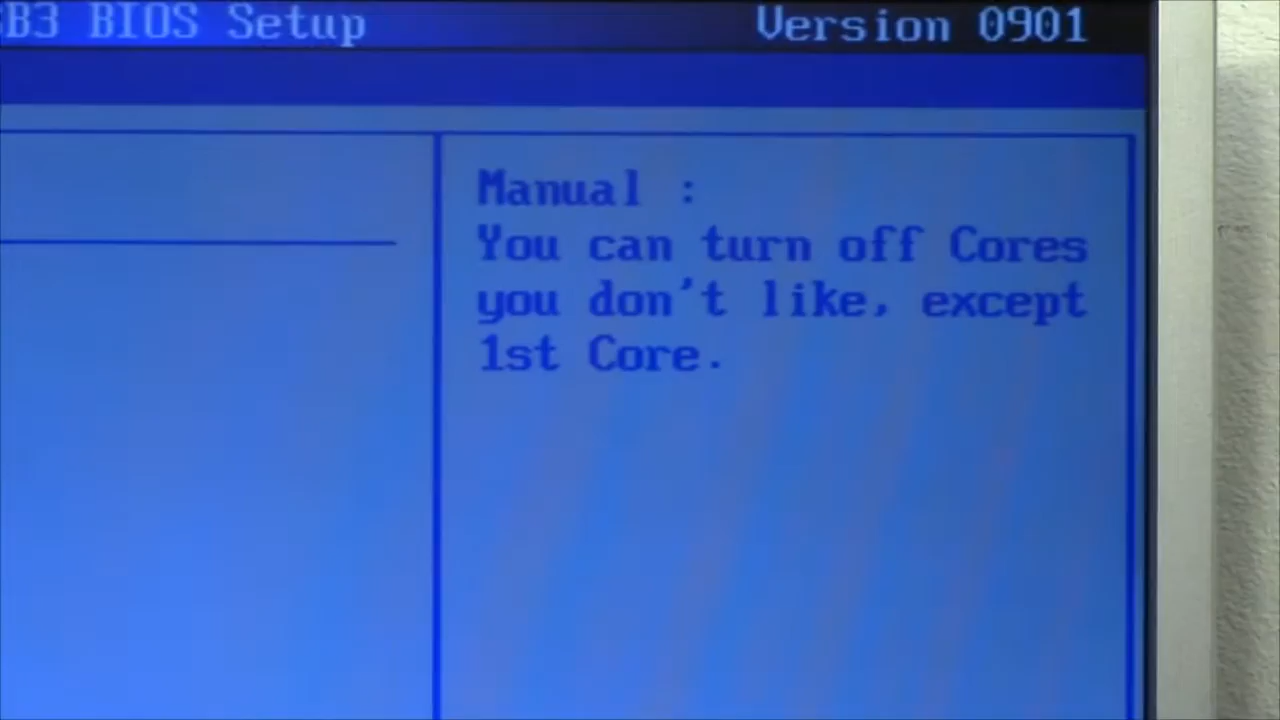 B3 BIOS Setup Version 0901
Manual :
You can turn off Cores
you don't like, except
1st Core.